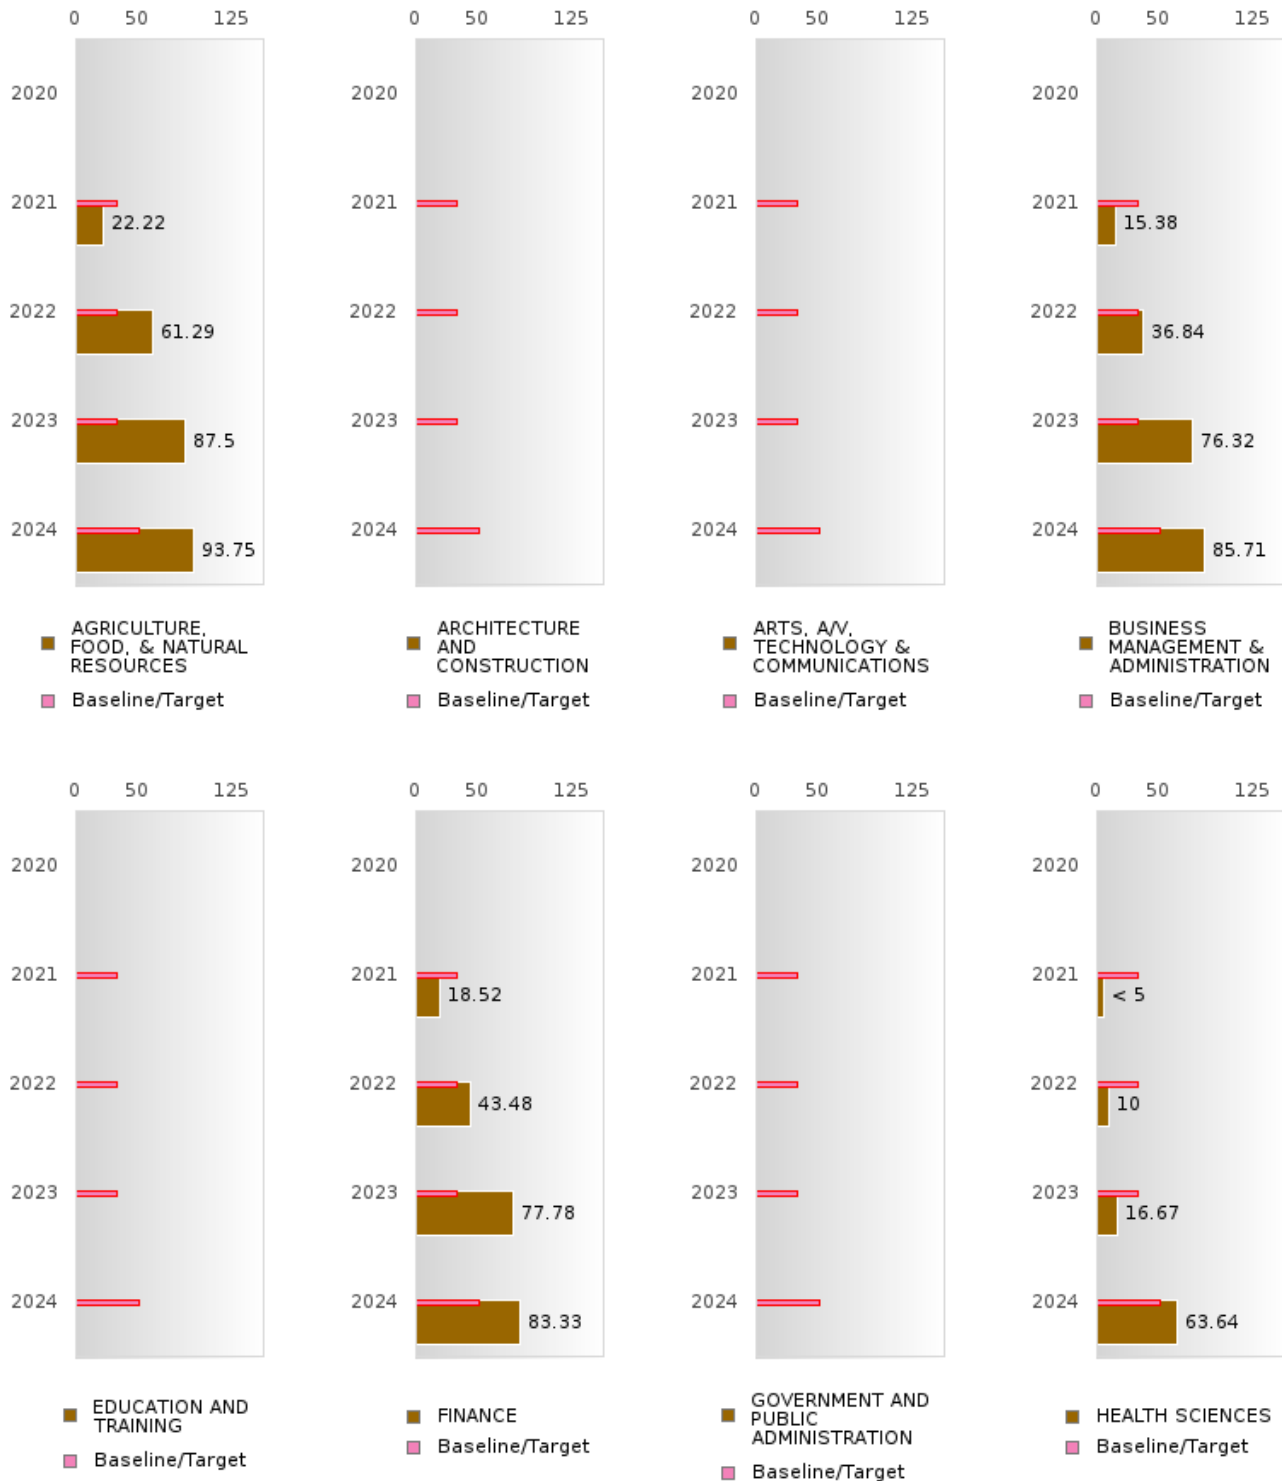 0 50 125
2020
2021
22.22
2022
61.29
2023
87.5
2024
93.75
AGRICULTURE,
FOOD, & NATURAL
RESOURCES
Baseline/Target
0 50 125
2020
2021
2022
2023
2024
ARCHITECTURE
AND
CONSTRUCTION
Baseline/Target
0 50 125
2020
2021
2022
2023
2024
ARTS, A/V,
TECHNOLOGY &
COMMUNICATIONS
Baseline/Target
0 50 125
2020
2021
15.38
2022
36.84
2023
76.32
2024
85.71
BUSINESS
MANAGEMENT &
ADMINISTRATION
Baseline/Target
0 50 125
2020
2021
2022
2023
2024
EDUCATION AND
TRAINING
Baseline/Target
0 50 125
2020
2021
18.52
2022
43.48
2023
77.78
2024
83.33
FINANCE
Baseline/Target
0 50 125
2020
2021
2022
2023
2024
GOVERNMENT AND
PUBLIC
ADMINISTRATION
Baseline/Target
0 50 125
2020
2021
< 5
2022
10
2023
16.67
2024
63.64
HEALTH SCIENCES
Baseline/Target